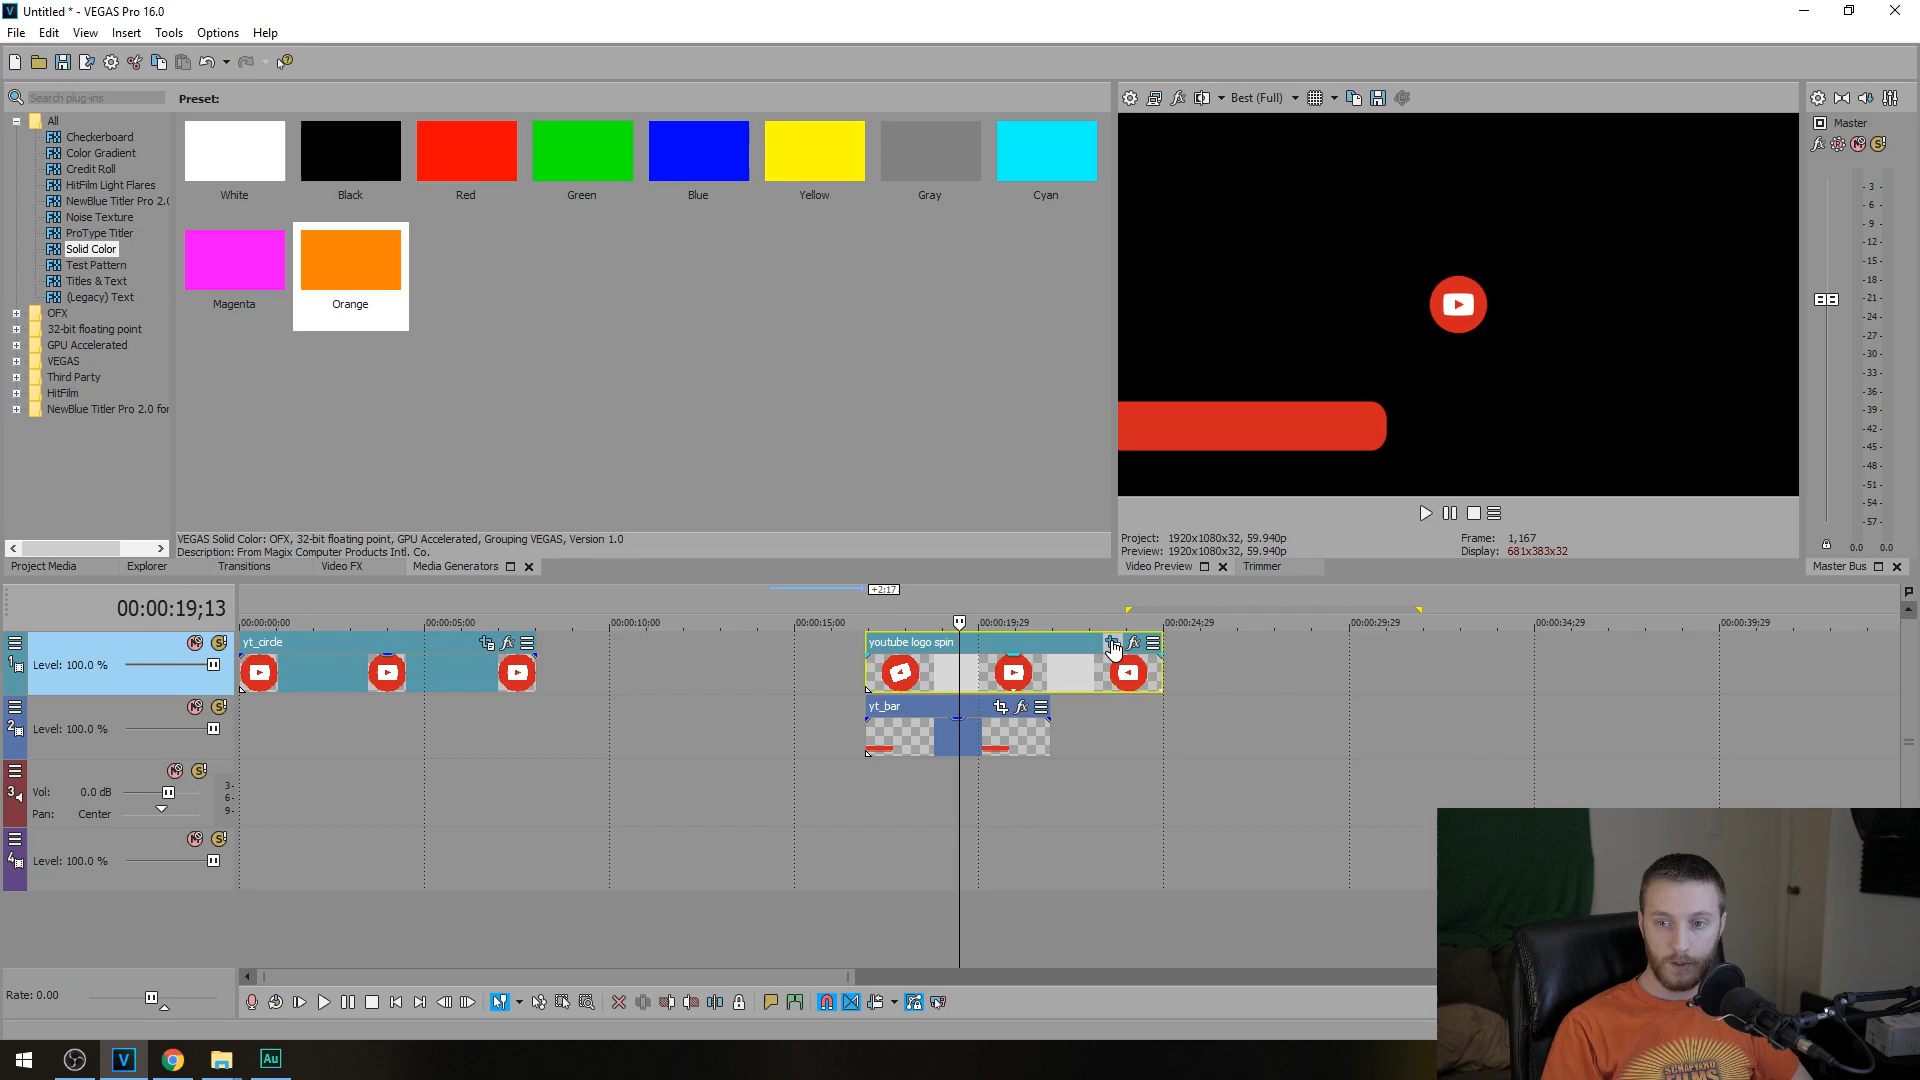 Untitled * - VEGAS Pro 16.0
File Edit View Insert Tools Options Help
Search plug-ins
Preset:
All
Checkerboard
Color Gradient
Credit Roll
HitFilm Light Flares
NewBlue Titler Pro 2.0
Noise Texture
ProType Titler
Solid Color
Test Pattern
Titles & Text
(Legacy) Text
OFX
32-bit floating point
GPU Accelerated
VEGAS
Third Party
HitFilm
NewBlue Titler Pro 2.0 for
White Black Red Green Blue Yellow Gray Cyan
Magenta Orange
VEGAS Solid Color: OFX, 32-bit floating point, GPU Accelerated, Grouping VEGAS, Version 1.0
Description: From Magix Computer Products Intl. Co.
Project Media Explorer Transitions Video FX Media Generators
Best (Full)
Project: 1920x1080x32, 59.940p
Preview: 1920x1080x32, 59.940p
Frame: 1,167
Display: 681x383x32
Video Preview Trimmer
Master
-3-
-6-
-9-
-12-
-15-
-18-
-21-
-24-
-27-
-30-
-33-
-36-
-39-
-42-
-45-
-48-
-51-
-54-
-57-
0.0 0.0
Master Bus
00:00:19;13
+2;17
00:00:00;00 00:00:05;00 00:00:10;00 00:00:15;00 00:00:19;29 00:00:24;29 00:00:29;29 00:00:34;29 00:00:39;29
1
Level: 100.0 %
yt_circle
youtube logo spin
2
Level: 100.0 %
yt_bar
3
Vol: 0.0 dB
Pan: Center
3-
6-
9-
4
Level: 100.0 %
Rate: 0.00
V
Au
SCRAPYARD
FILMS